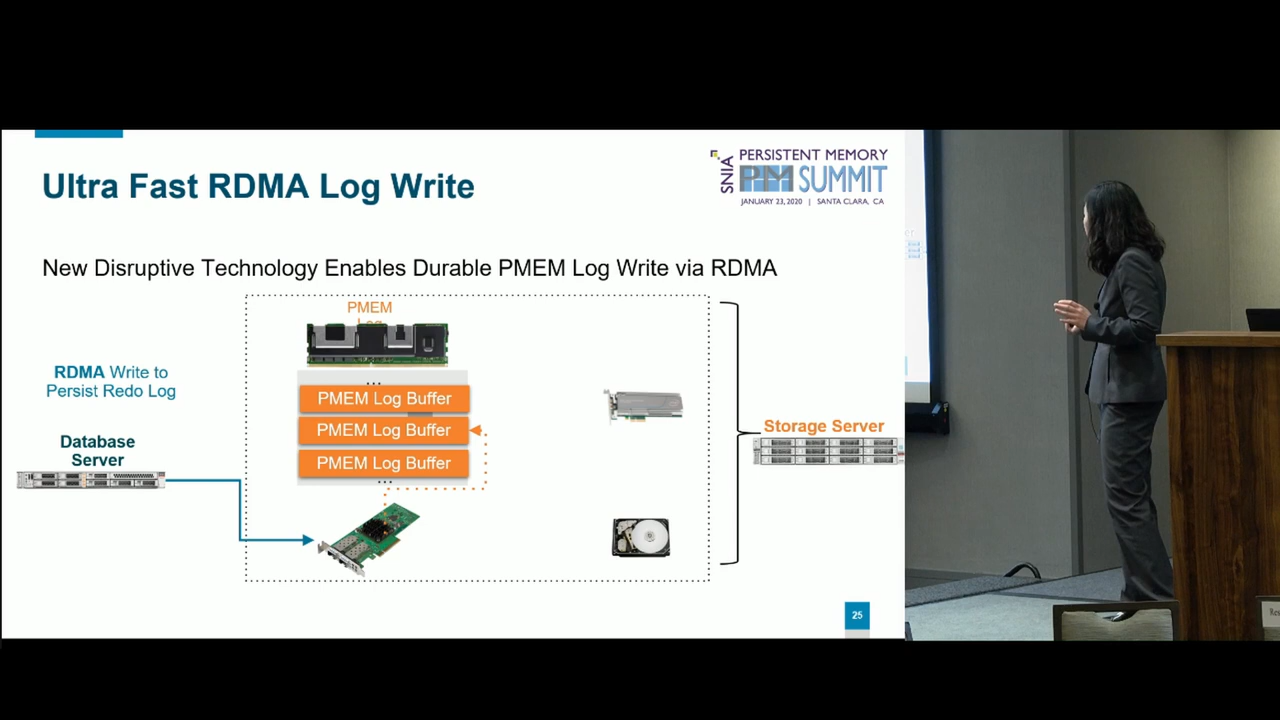 Ultra Fast RDMA Log Write
SNIA
PERSISTENT MEMORY
PM SUMMIT
JANUARY 23, 2020 | SANTA CLARA, CA
New Disruptive Technology Enables Durable PMEM Log Write via RDMA
PMEM
Log
RDMA Write to
Persist Redo Log
...
PMEM Log Buffer
PMEM Log Buffer
PMEM Log Buffer
...
Database
Server
Storage Server
25